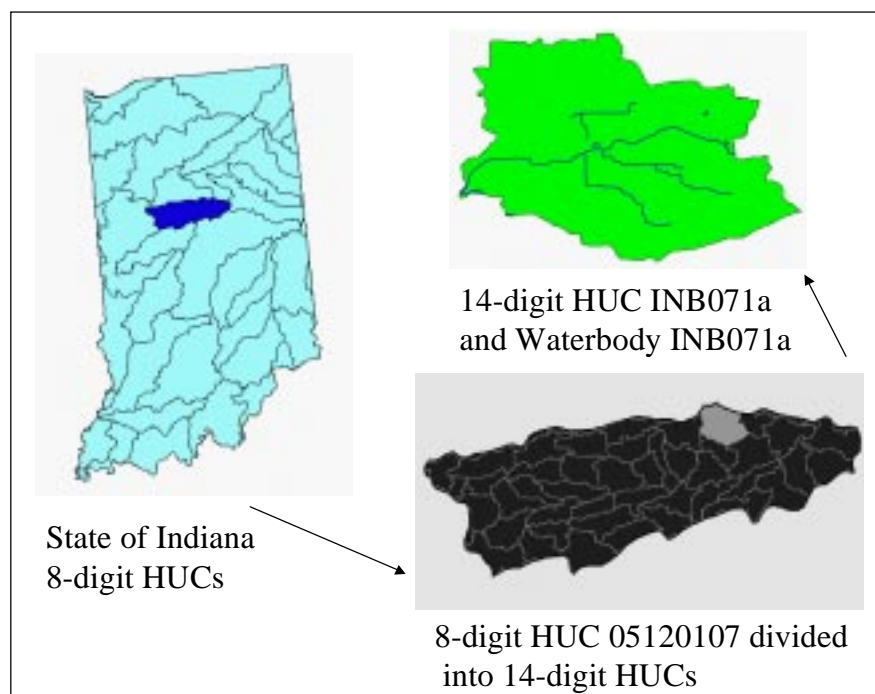 14-digit HUC INB071a
and Waterbody INB071a
State of Indiana
8-digit HUCs
8-digit HUC 05120107 divided
into 14-digit HUCs